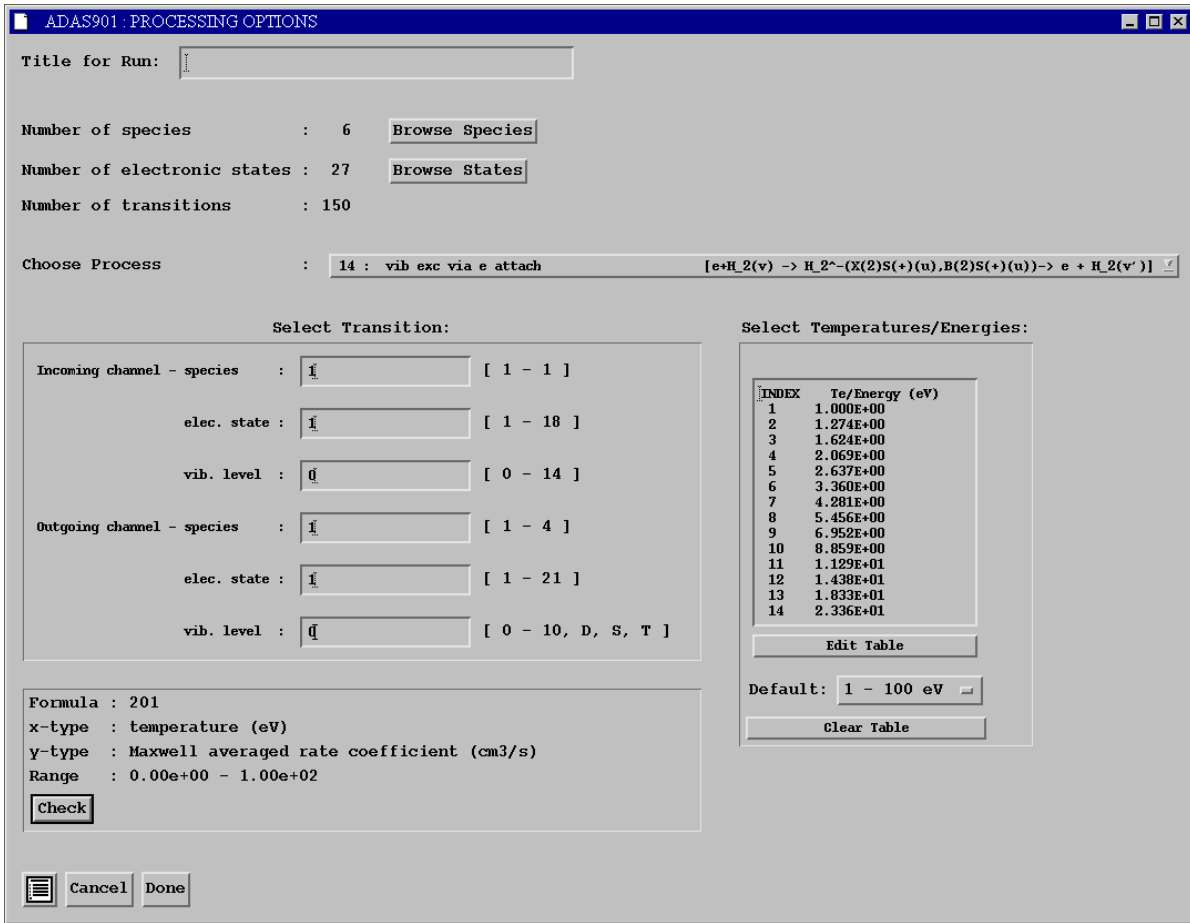 ADAS901 : PROCESSING OPTIONS
Title for Run:
Number of species : 6 Browse Species
Number of electronic states : 27 Browse States
Number of transitions : 150
Choose Process : 14 : vib exc via e attach [e+H_2(v) -> H_2^-(X(2)S(+)(u),B(2)S(+)(u))-> e + H_2(v')]
Select Transition:
Incoming channel - species : 1 [ 1 - 1 ]
elec. state : 1 [ 1 - 18 ]
vib. level : 0 [ 0 - 14 ]
Outgoing channel - species : 1 [ 1 - 4 ]
elec. state : 1 [ 1 - 21 ]
vib. level : 0 [ 0 - 10, D, S, T ]
Select Temperatures/Energies:
INDEX Te/Energy (eV)
1 1.000E+00
2 1.274E+00
3 1.624E+00
4 2.069E+00
5 2.637E+00
6 3.360E+00
7 4.281E+00
8 5.456E+00
9 6.952E+00
10 8.859E+00
11 1.129E+01
12 1.438E+01
13 1.833E+01
14 2.336E+01
Edit Table
Default: 1 - 100 eV
Clear Table
Formula : 201
x-type : temperature (eV)
y-type : Maxwell averaged rate coefficient (cm3/s)
Range : 0.00e+00 - 1.00e+02
Check
Cancel Done